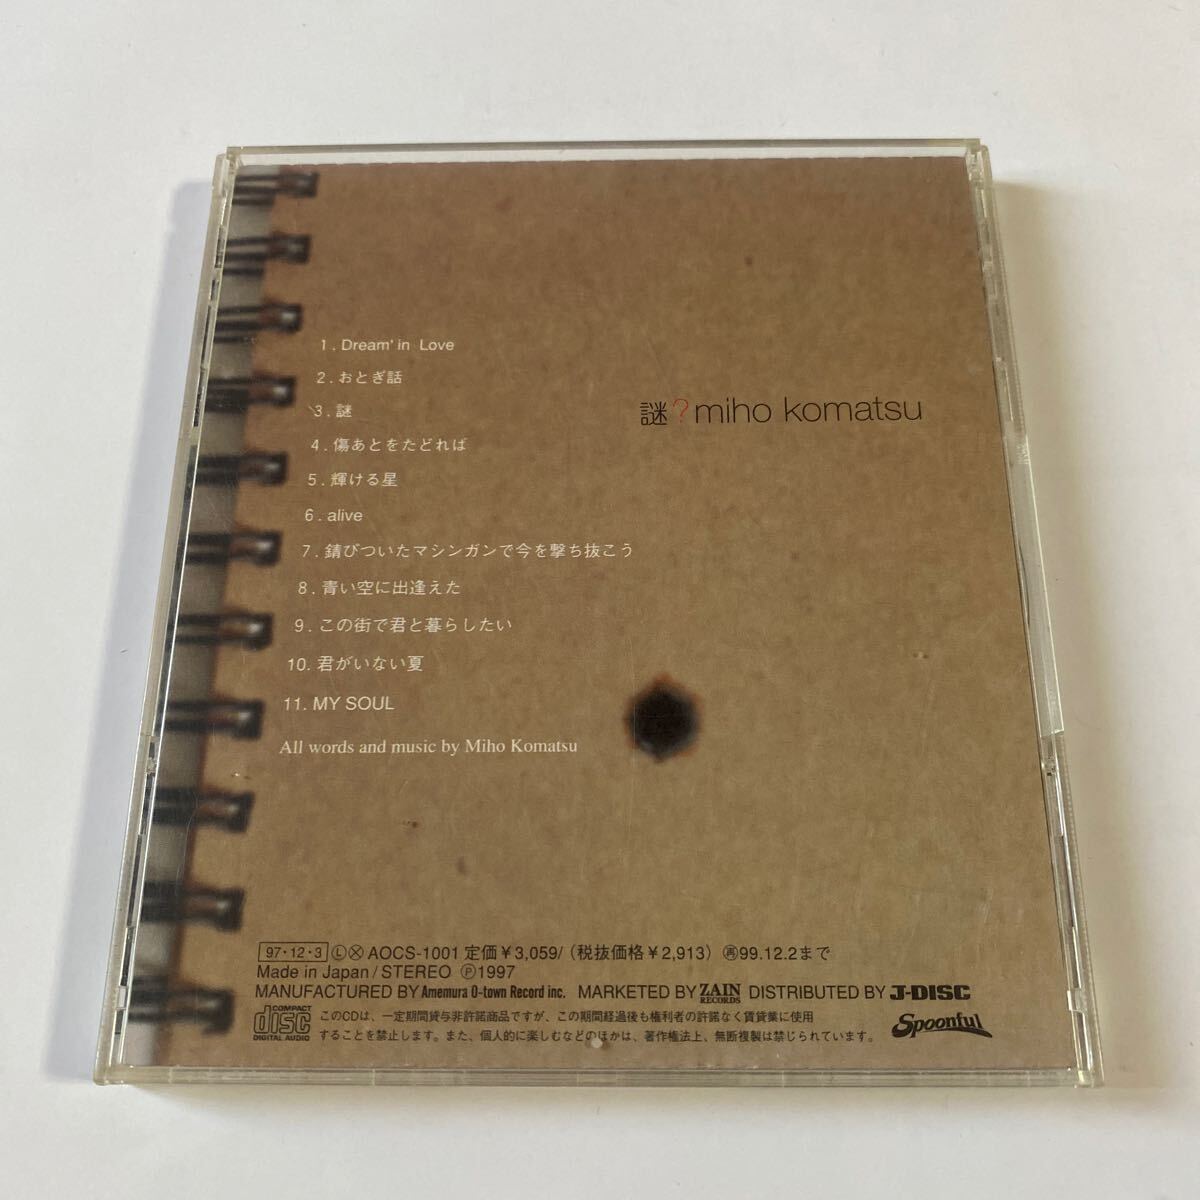 1. Dream' in Love
2. おとぎ話
3. 謎
4. 傷あとをたどれば
5. 輝ける星
6. alive
7. 錆びついたマシンガンで今を撃ち抜こう
8. 青い空に出逢えた
9. この街で君と暮らしたい
10. 君がいない夏
11. MY SOUL
All words and music by Miho Komatsu
謎?miho komatsu
97・12・3 Ⓛ Ⓧ AOCS-1001 定価¥3,059/(税抜価格¥2,913) 再99.12.2まで
Made in Japan/STEREO Ⓟ1997
MANUFACTURED BY Amemura O-town Record inc. MARKETED BY ZAIN RECORDS DISTRIBUTED BY J-DISC
COMPACT disc DIGITAL AUDIO
このCDは、一定期間貸与非許諾商品ですが、この期間経過後も権利者の許諾なく賃貸業に使用
することを禁止します。また、個人的に楽しむなどのほかは、著作権法上、無断複製は禁じられています。
Spoonful